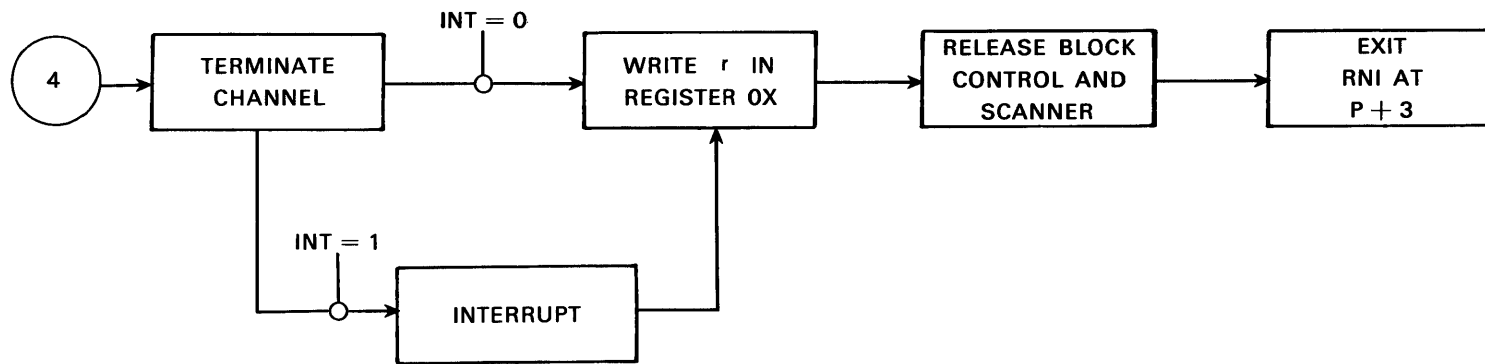 INT = 0
4
TERMINATE
CHANNEL
WRITE r IN
REGISTER 0X
RELEASE BLOCK
CONTROL AND
SCANNER
EXIT
RNI AT
P + 3
INT = 1
INTERRUPT